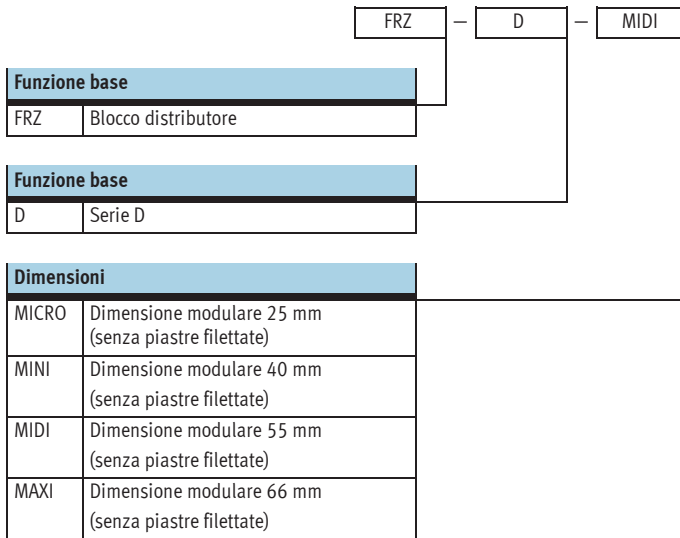 FRZ — D — MIDI
Funzione base
FRZ Blocco distributore
Funzione base
D Serie D
Dimensioni
MICRO Dimensione modulare 25 mm
(senza piastre filettate)
MINI Dimensione modulare 40 mm
(senza piastre filettate)
MIDI Dimensione modulare 55 mm
(senza piastre filettate)
MAXI Dimensione modulare 66 mm
(senza piastre filettate)